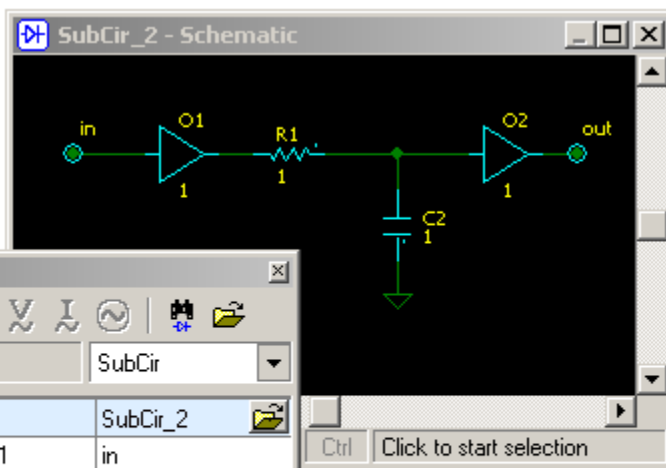 SubCir_2 - Schematic
in
O1
R1
O2
out
1
1
1
C2
1
V
I
SubCir
SubCir_2
1
in
Ctrl
Click to start selection